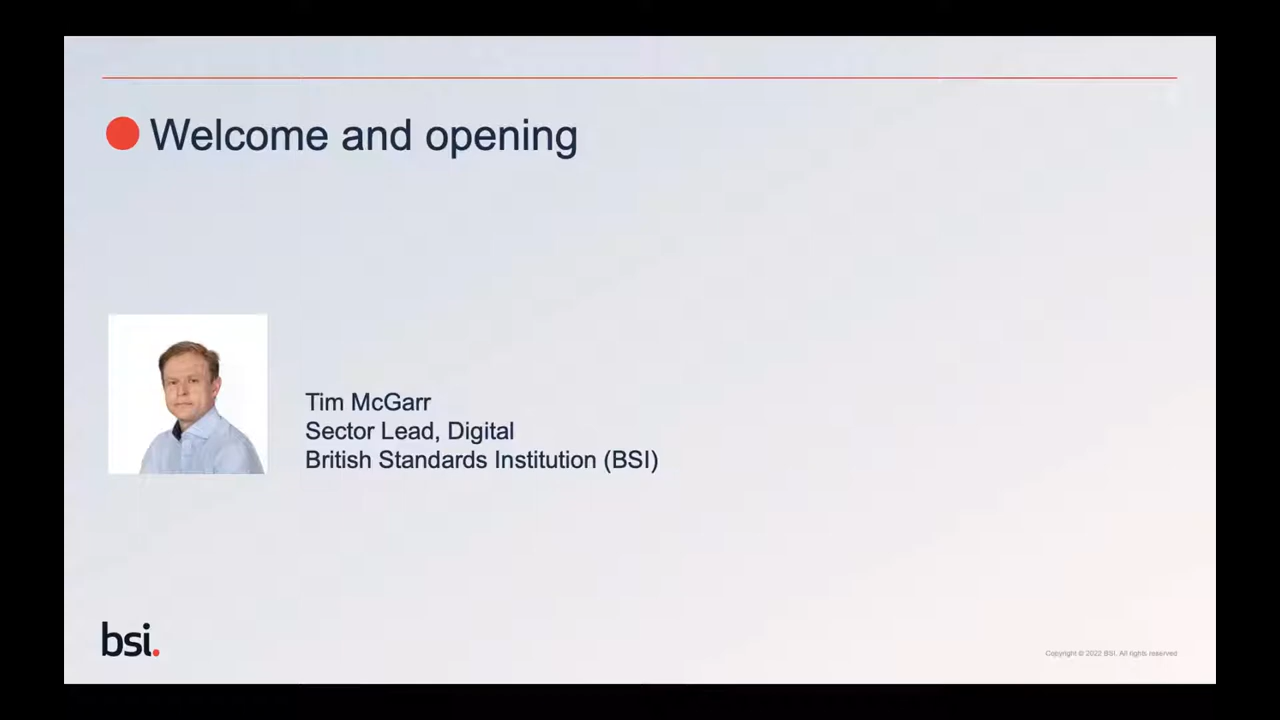 Welcome and opening
Tim McGarr
Sector Lead, Digital
British Standards Institution (BSI)
bsi.
Copyright © 2022 BSI. All rights reserved